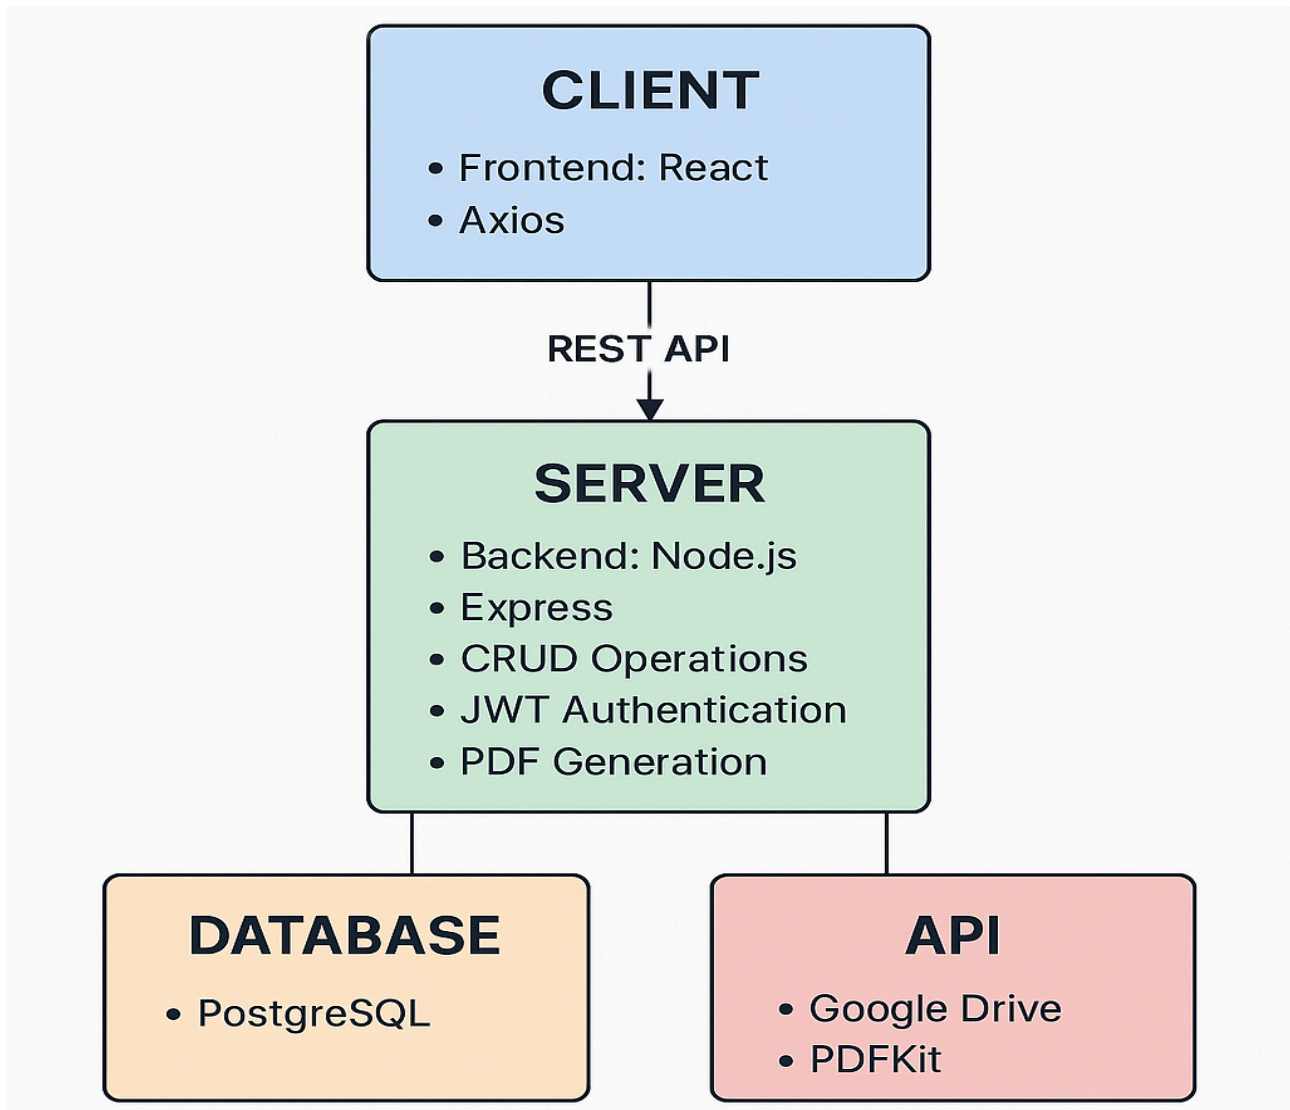 CLIENT
• Frontend: React
• Axios
REST API
SERVER
• Backend: Node.js
• Express
• CRUD Operations
• JWT Authentication
• PDF Generation
DATABASE
• PostgreSQL
API
• Google Drive
• PDFKit